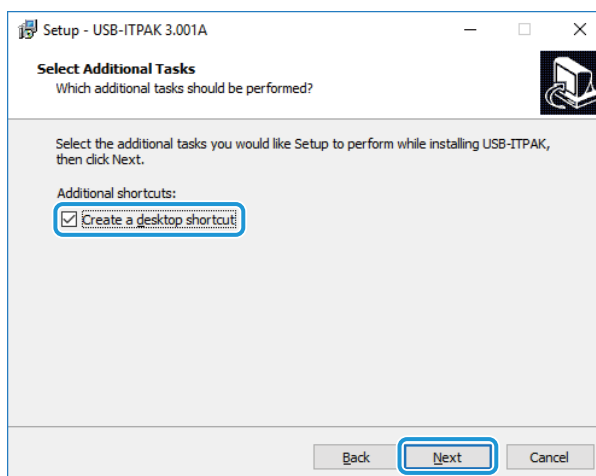 Setup - USB-ITPAK 3.001A
Select Additional Tasks
Which additional tasks should be performed?
Select the additional tasks you would like Setup to perform while installing USB-ITPAK,
then click Next.
Additional shortcuts:
Create a desktop shortcut
Back Next Cancel